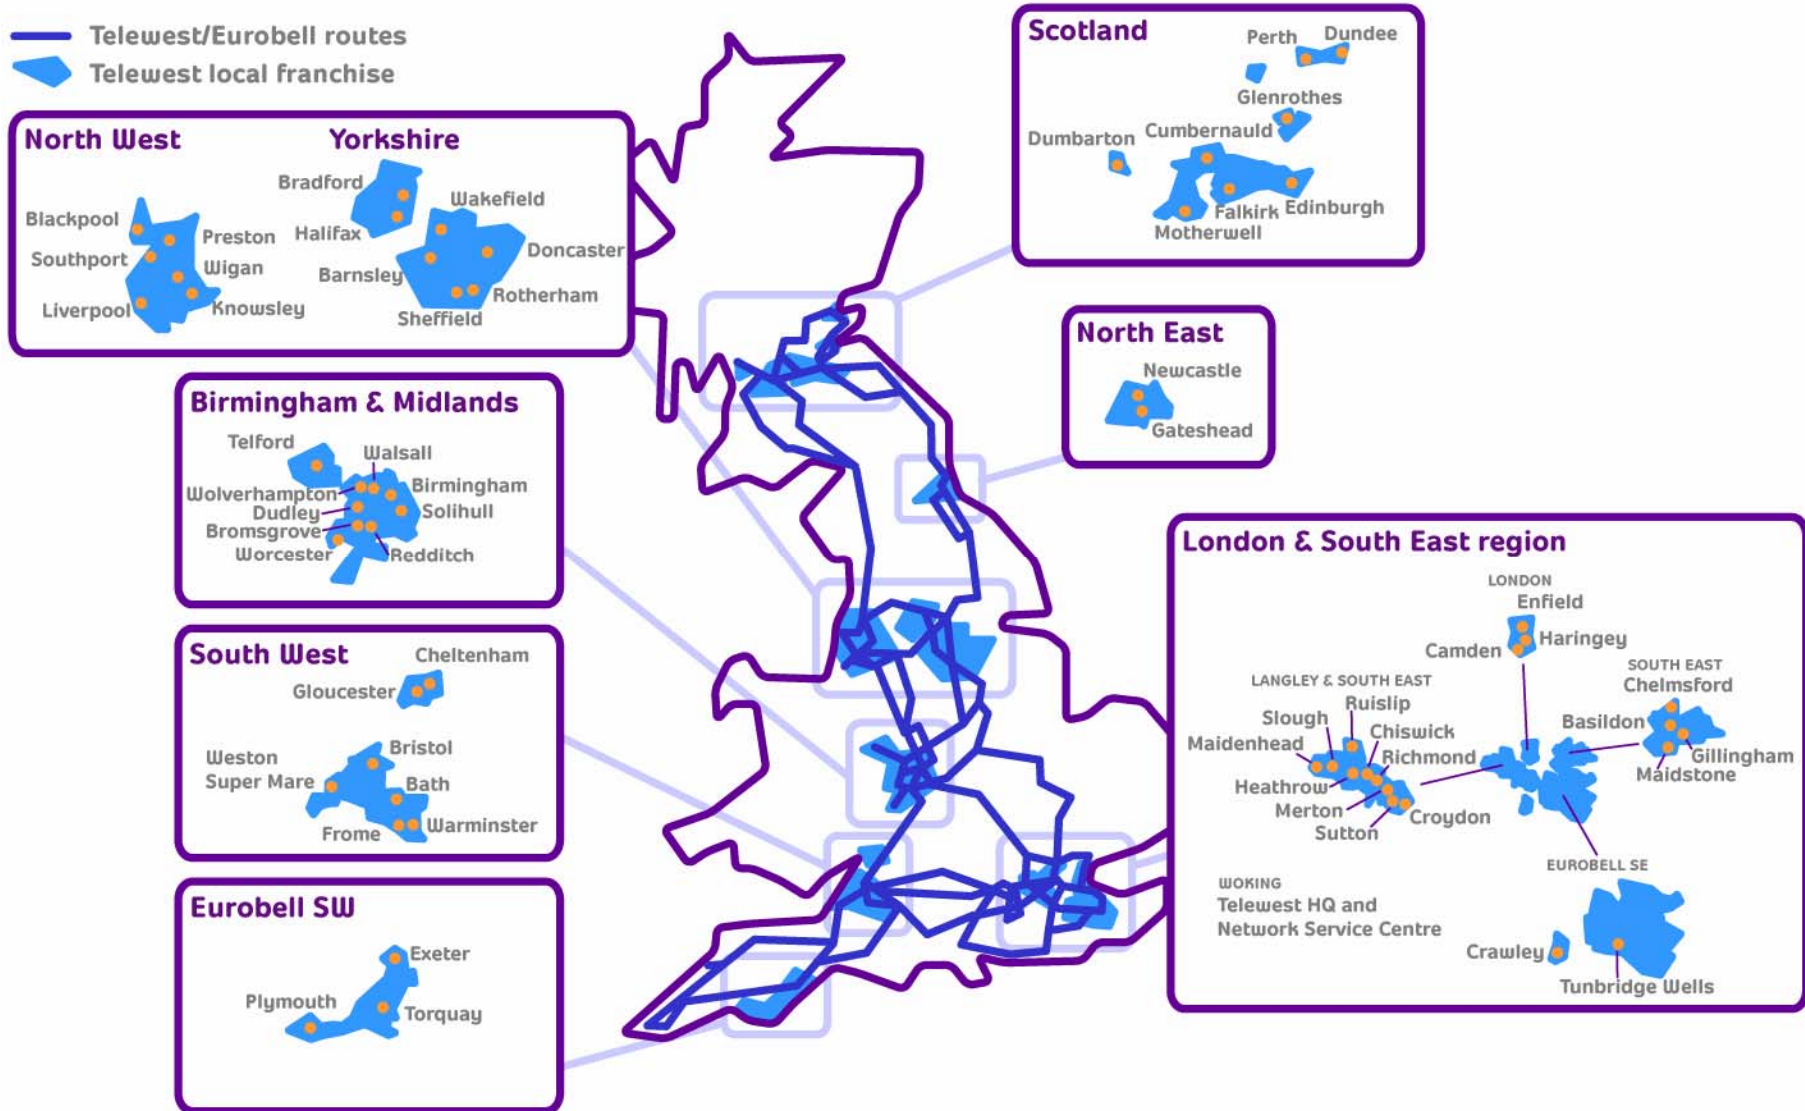 Telewest/Eurobell routes
Telewest local franchise
North West
Yorkshire
Bradford
Wakefield
Blackpool
Preston
Halifax
Doncaster
Southport
Wigan
Barnsley
Liverpool
Knowsley
Rotherham
Sheffield
Birmingham & Midlands
Telford
Walsall
Wolverhampton
Birmingham
Dudley
Solihull
Bromsgrove
Worcester
Redditch
South West
Cheltenham
Gloucester
Bristol
Weston
Super Mare
Bath
Frome
Warminster
Eurobell SW
Exeter
Plymouth
Torquay
Scotland
Perth
Dundee
Glenrothes
Dumbarton
Cumbernauld
Falkirk
Edinburgh
Motherwell
North East
Newcastle
Gateshead
London & South East region
LONDON
Enfield
Haringey
Camden
SOUTH EAST
Chelmsford
Basildon
Gillingham
Maidstone
LANGLEY & SOUTH EAST
Ruislip
Slough
Chiswick
Maidenhead
Richmond
Heathrow
Merton
Croydon
Sutton
EUROBELL SE
WOKING
Telewest HQ and
Network Service Centre
Crawley
Tunbridge Wells